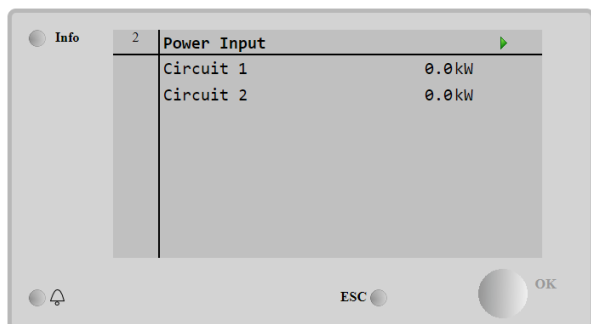 Info
2 Power Input
Circuit 1 0.0kW
Circuit 2 0.0kW
ESC
OK